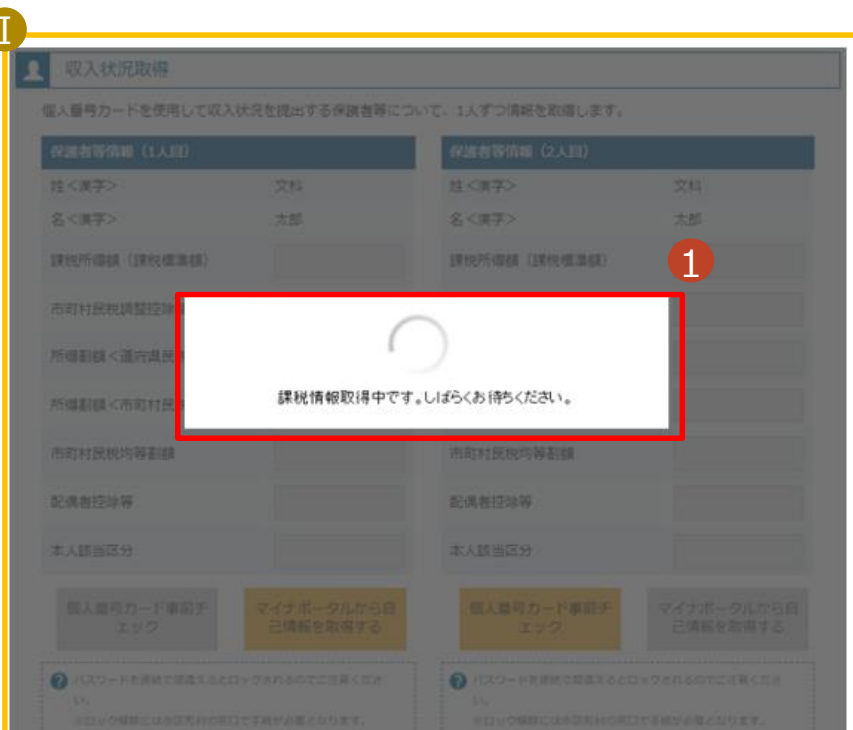 I
収入状況取得
個人番号カードを使用して収入状況を提出する保護者等について、1人ずつ情報を取得します。
保護者等情報（1人目）
姓<漢字>
文科
名<漢字>
太郎
課税所得額（課税標準額）
市町村民税調整控除
所得割額<道府県民
所得割額<市町村民
市町村民税均等割額
配偶者控除等
本人該当区分
個人番号カード事前チ
ェック
マイナポータルから自
己情報を取得する
パスワードを連続で間違えるとロックされるのでご注意くださ
い。
※ロック解除には市区町村の窓口で手続が必要となります。
保護者等情報（2人目）
姓<漢字>
文科
名<漢字>
太郎
課税所得額（課税標準額）
1
市町村民税均等割額
配偶者控除等
本人該当区分
個人番号カード事前チ
ェック
マイナポータルから自
己情報を取得する
パスワードを連続で間違えるとロックされるのでご注意くださ
い。
※ロック解除には市区町村の窓口で手続が必要となります。
課税情報取得中です。しばらくお待ちください。